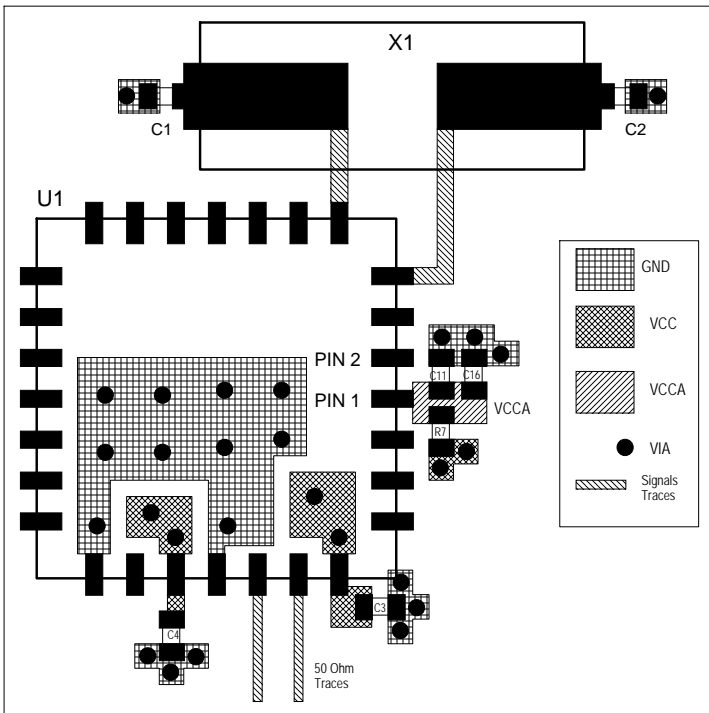 X1
C1
C2
U1
GND
VCC
VCCA
VIA
Signals
Traces
PIN 2
PIN 1
C11
C16
VCCA
R7
C3
C4
50 Ohm
Traces